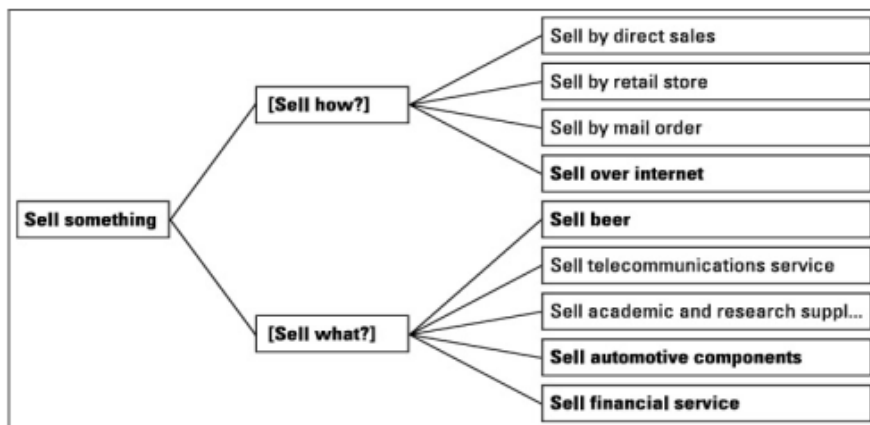 Sell by direct sales
[Sell how?]
Sell by retail store
Sell by mail order
Sell over internet
Sell something
Sell beer
Sell telecommunications service
[Sell what?]
Sell academic and research suppl...
Sell automotive components
Sell financial service